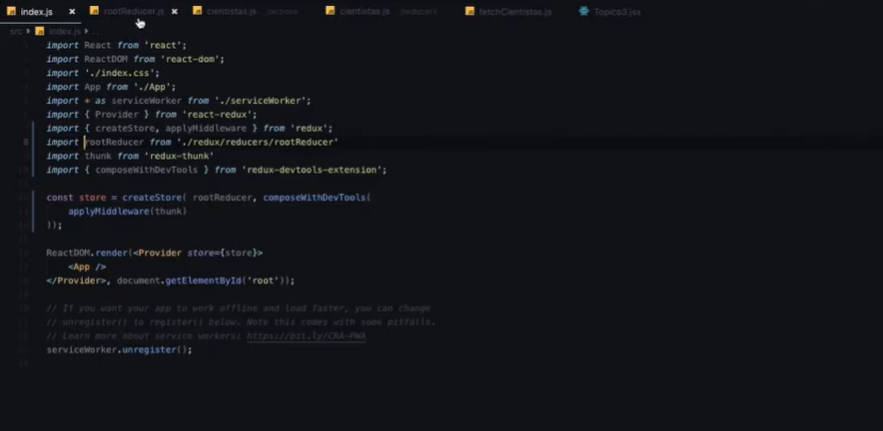 index.js × rootReducer.js × cientistas.js .../actions cientistas.js .../reducers fetchCientistas.js Topico3.jsx
src index.js ...
import React from 'react';
import ReactDOM from 'react-dom';
import './index.css';
import App from './App';
import * as serviceWorker from './serviceWorker';
import { Provider } from 'react-redux';
import { createStore, applyMiddleware } from 'redux';
8 import rootReducer from './redux/reducers/rootReducer'
import thunk from 'redux-thunk'
import { composeWithDevTools } from 'redux-devtools-extension';
const store = createStore( rootReducer, composeWithDevTools(
applyMiddleware(thunk)
));
ReactDOM.render(<Provider store={store}>
<App />
</Provider>, document.getElementById('root'));
// If you want your app to work offline and load faster, you can change
// unregister() to register() below. Note this comes with some pitfalls.
// Learn more about service workers: https://bit.ly/CRA-PWA
serviceWorker.unregister();